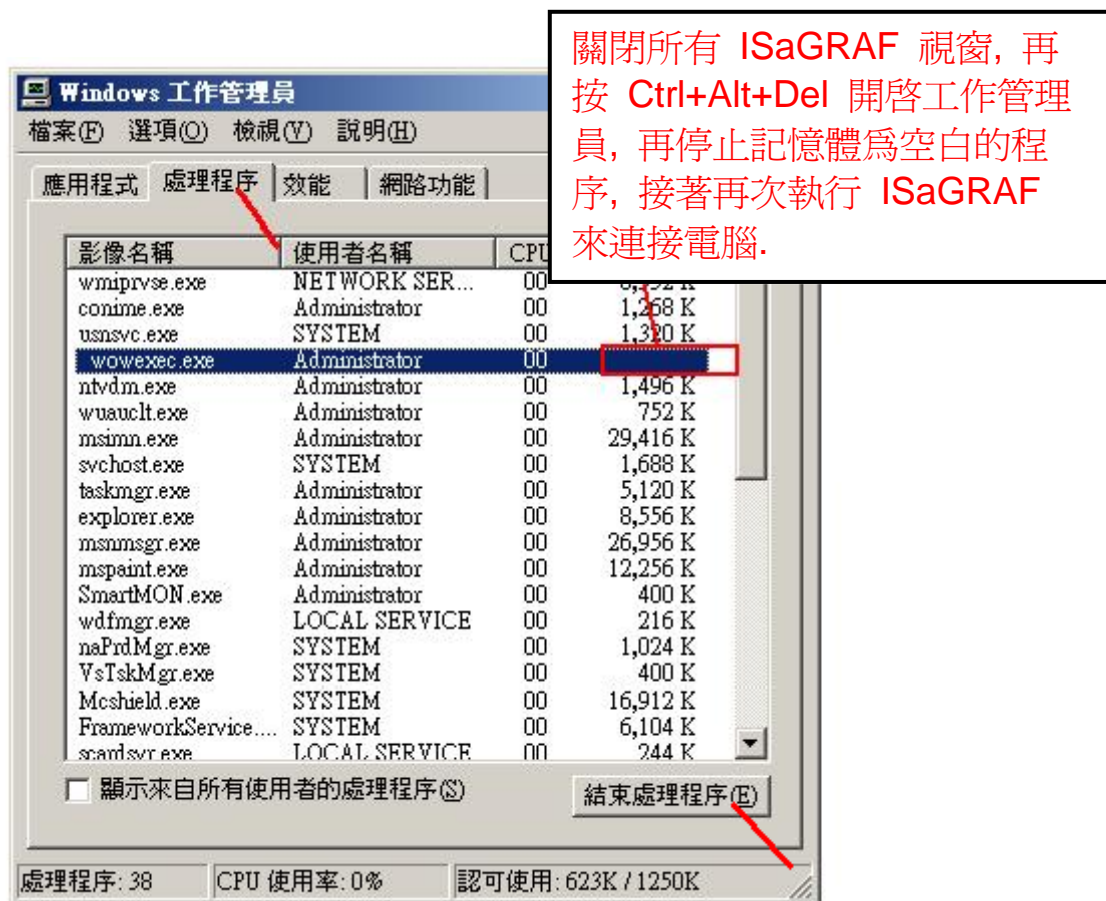 關閉所有 ISaGRAF 視窗, 再
按 Ctrl+Alt+Del 開啓工作管理
員, 再停止記憶體爲空白的程
序, 接著再次執行 ISaGRAF
來連接電腦.
Windows 工作管理員
檔案(F) 選項(O) 檢視(V) 說明(H)
應用程式 處理程序 效能 網路功能
影像名稱 使用者名稱 CPU
wmiprvse.exe NETWORK SER... 00
conime.exe Administrator 00 1,268 K
usnsvc.exe SYSTEM 00 1,320 K
wowexec.exe Administrator 00
ntvdm.exe Administrator 00 1,496 K
wuauclt.exe Administrator 00 752 K
msimn.exe Administrator 00 29,416 K
svchost.exe SYSTEM 00 1,688 K
taskmgr.exe Administrator 00 5,120 K
explorer.exe Administrator 00 8,556 K
msnmsgr.exe Administrator 00 26,956 K
mspaint.exe Administrator 00 12,256 K
SmartMON.exe Administrator 00 400 K
wdfmgr.exe LOCAL SERVICE 00 216 K
naPrdMgr.exe SYSTEM 00 1,024 K
VsTskMgr.exe SYSTEM 00 400 K
Mcshield.exe SYSTEM 00 16,912 K
FrameworkService.... SYSTEM 00 6,104 K
scardsvr.exe LOCAL SERVICE 00 244 K
顯示來自所有使用者的處理程序(S) 結束處理程序(E)
處理程序: 38 CPU 使用率: 0% 認可使用: 623K / 1250K